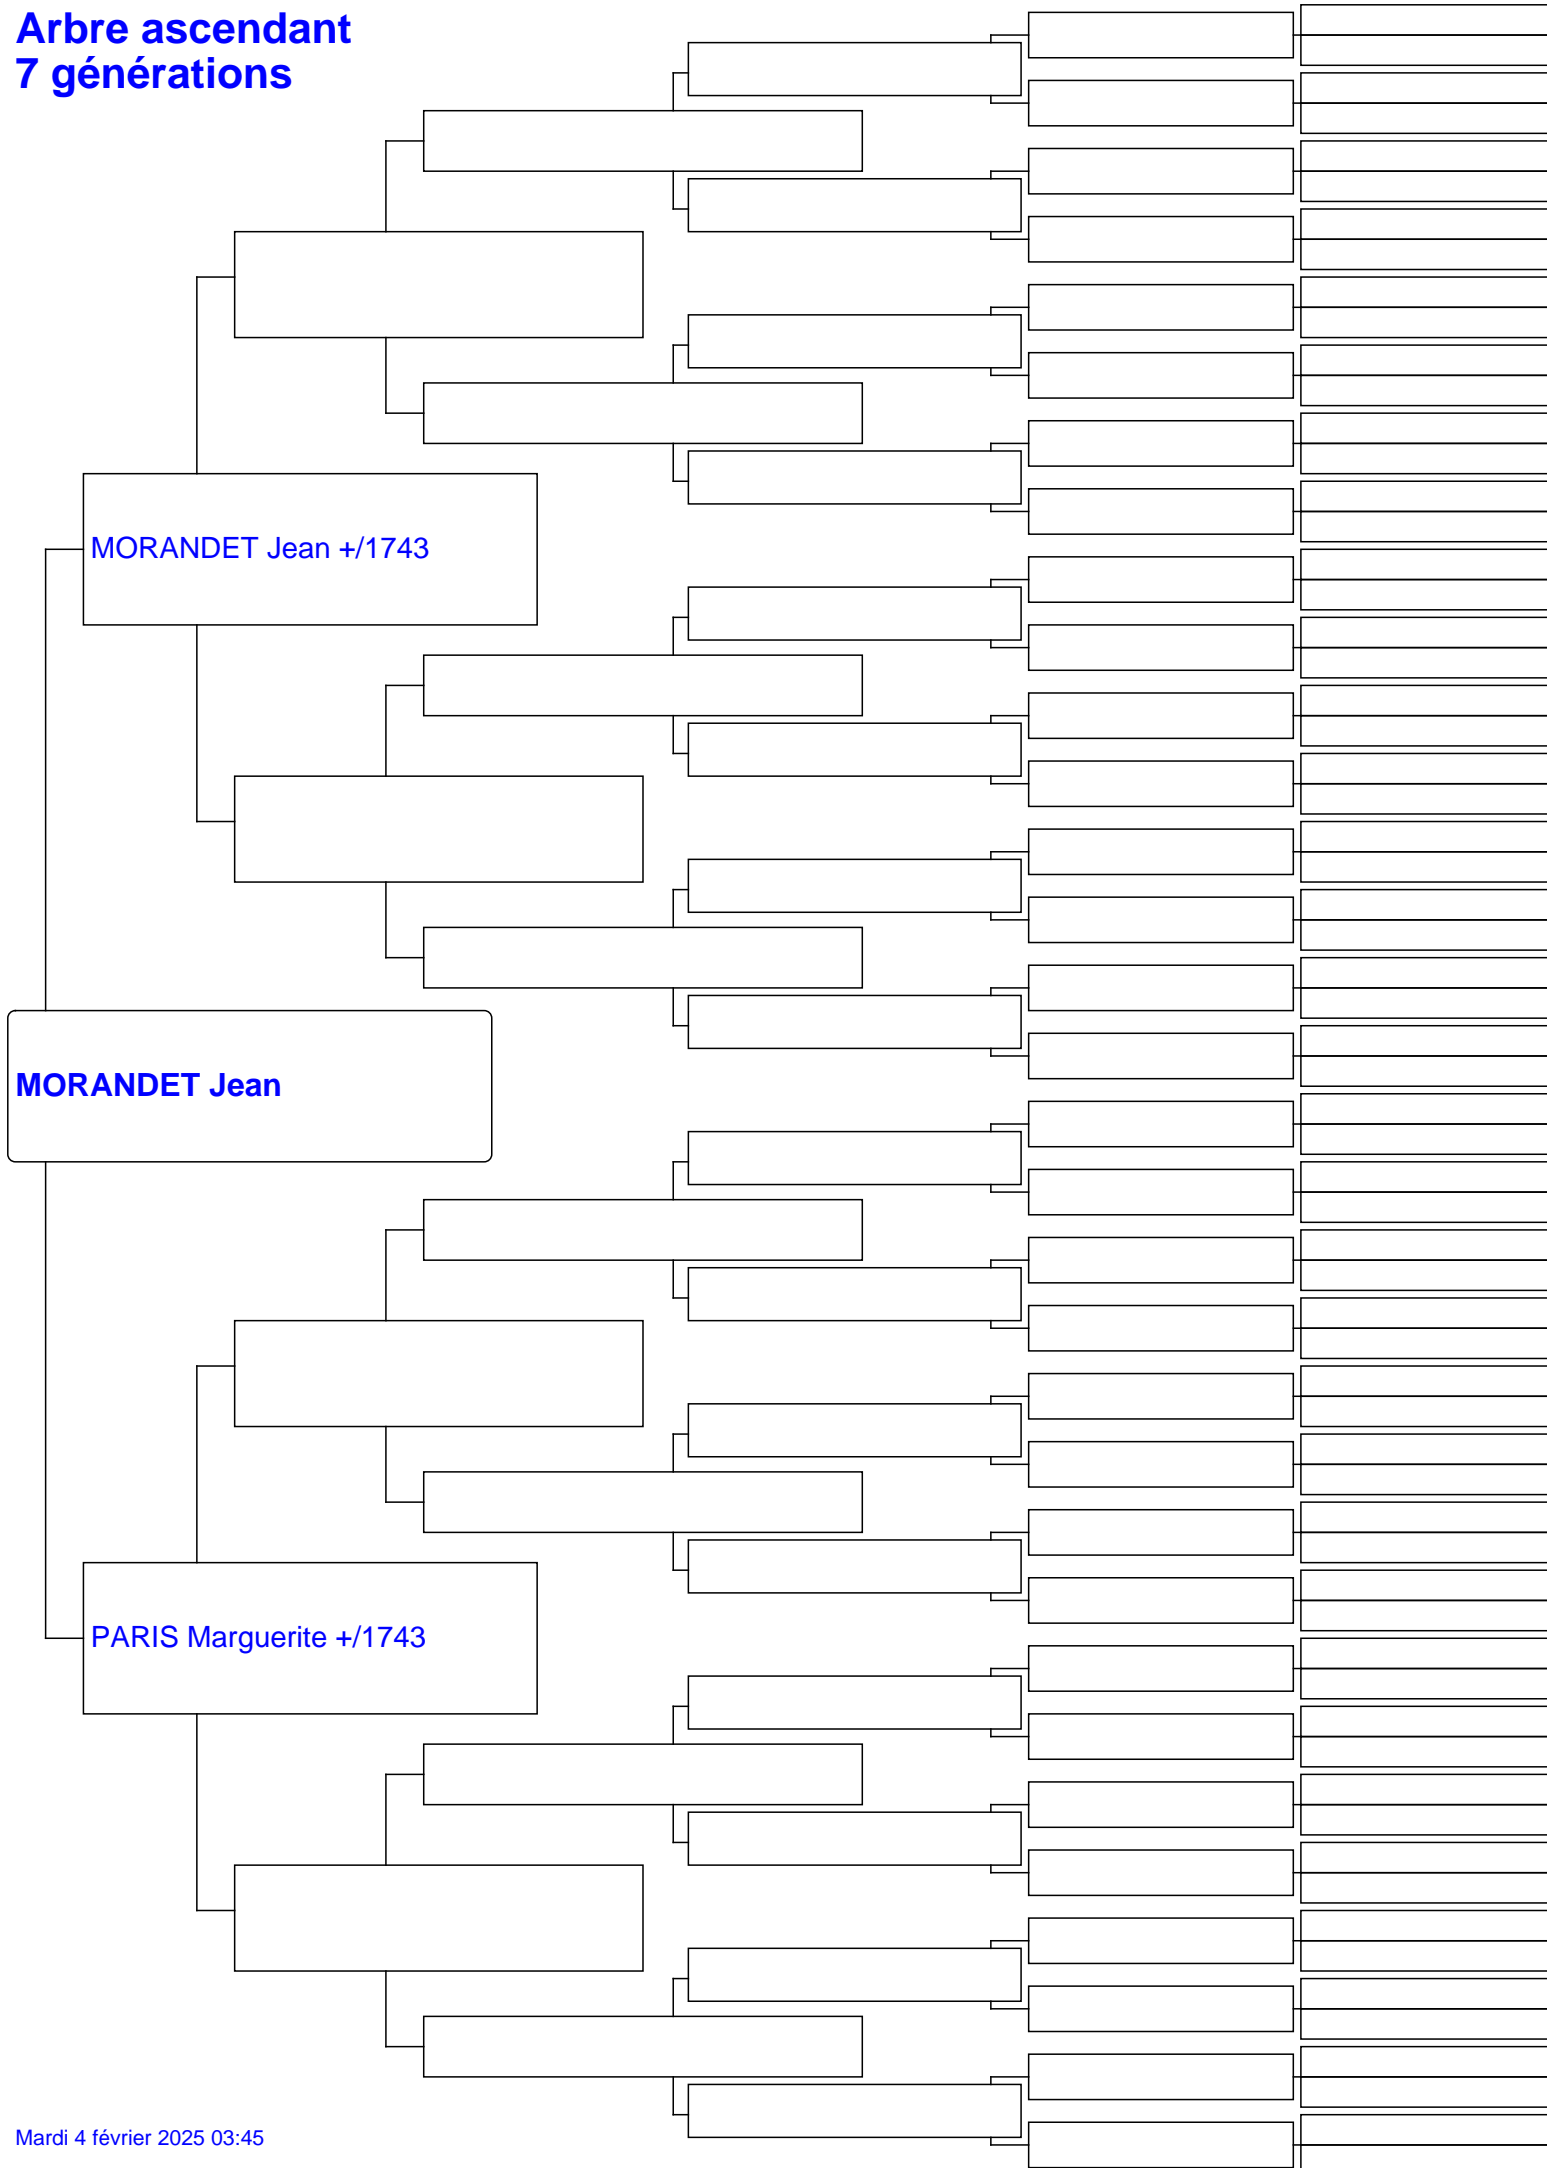 Arbre ascendant
7 générations
MORANDET Jean +/1743
MORANDET Jean
PARIS Marguerite +/1743
Mardi 4 février 2025 03:45